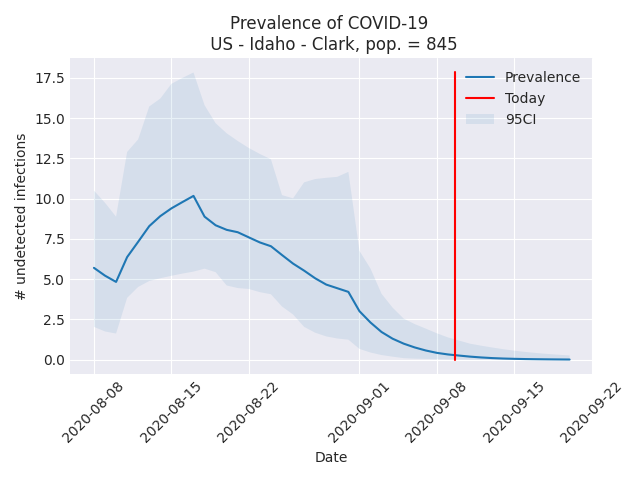 Prevalence of COVID-19
US - Idaho - Clark, pop. = 845
17.5
15.0
12.5
10.0
7.5
5.0
2.5
0.0
# undetected infections
Prevalence
Today
95CI
2020-08-08
2020-08-15
2020-08-22
2020-09-01
2020-09-08
2020-09-15
2020-09-22
Date